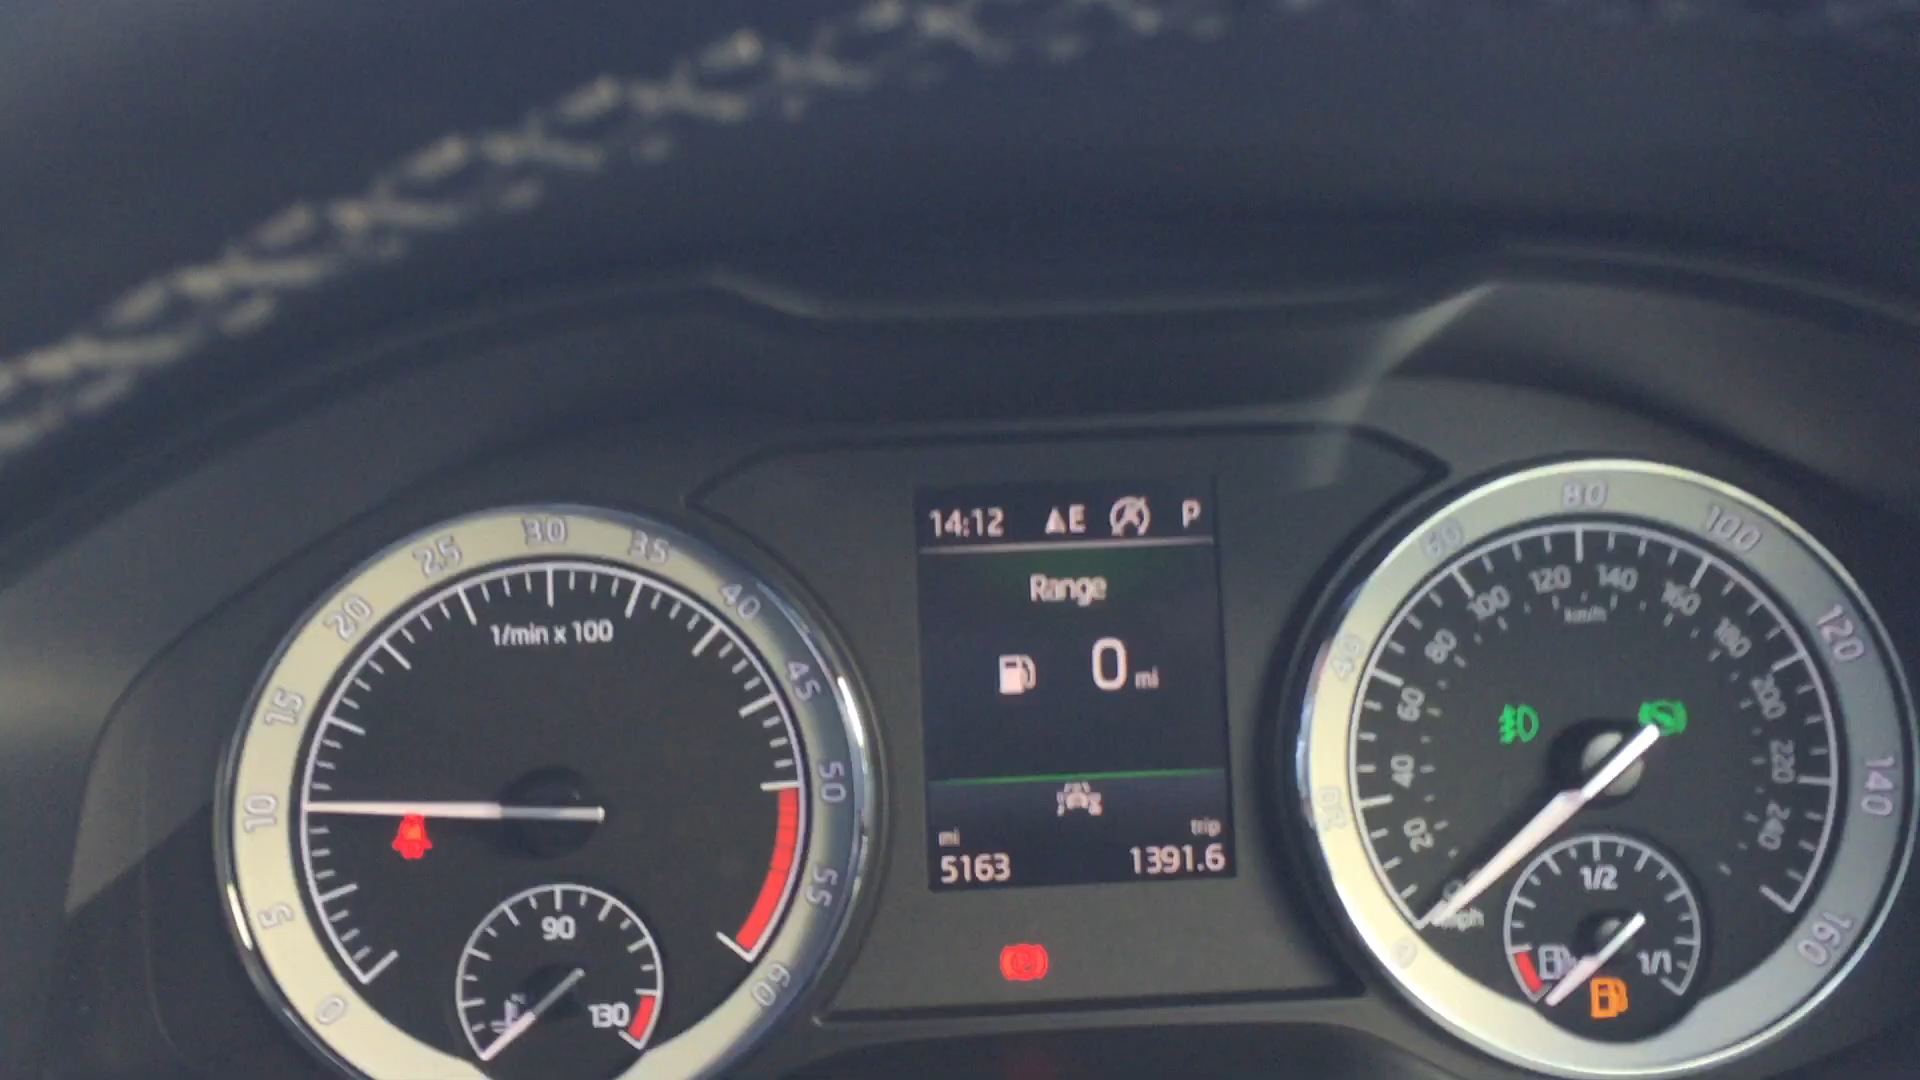 0 5 10 15 20 25 30 35 40 45 50 55 60
1/min x 100
90
130
14:12 E P
Range
0 mi
mi trip
5163 1391.6
0 20 40 60 80 100 120 140 160
20 40 60 80 100 120 140 160 180 200 220 240
km/h
mph
1/2
1/1